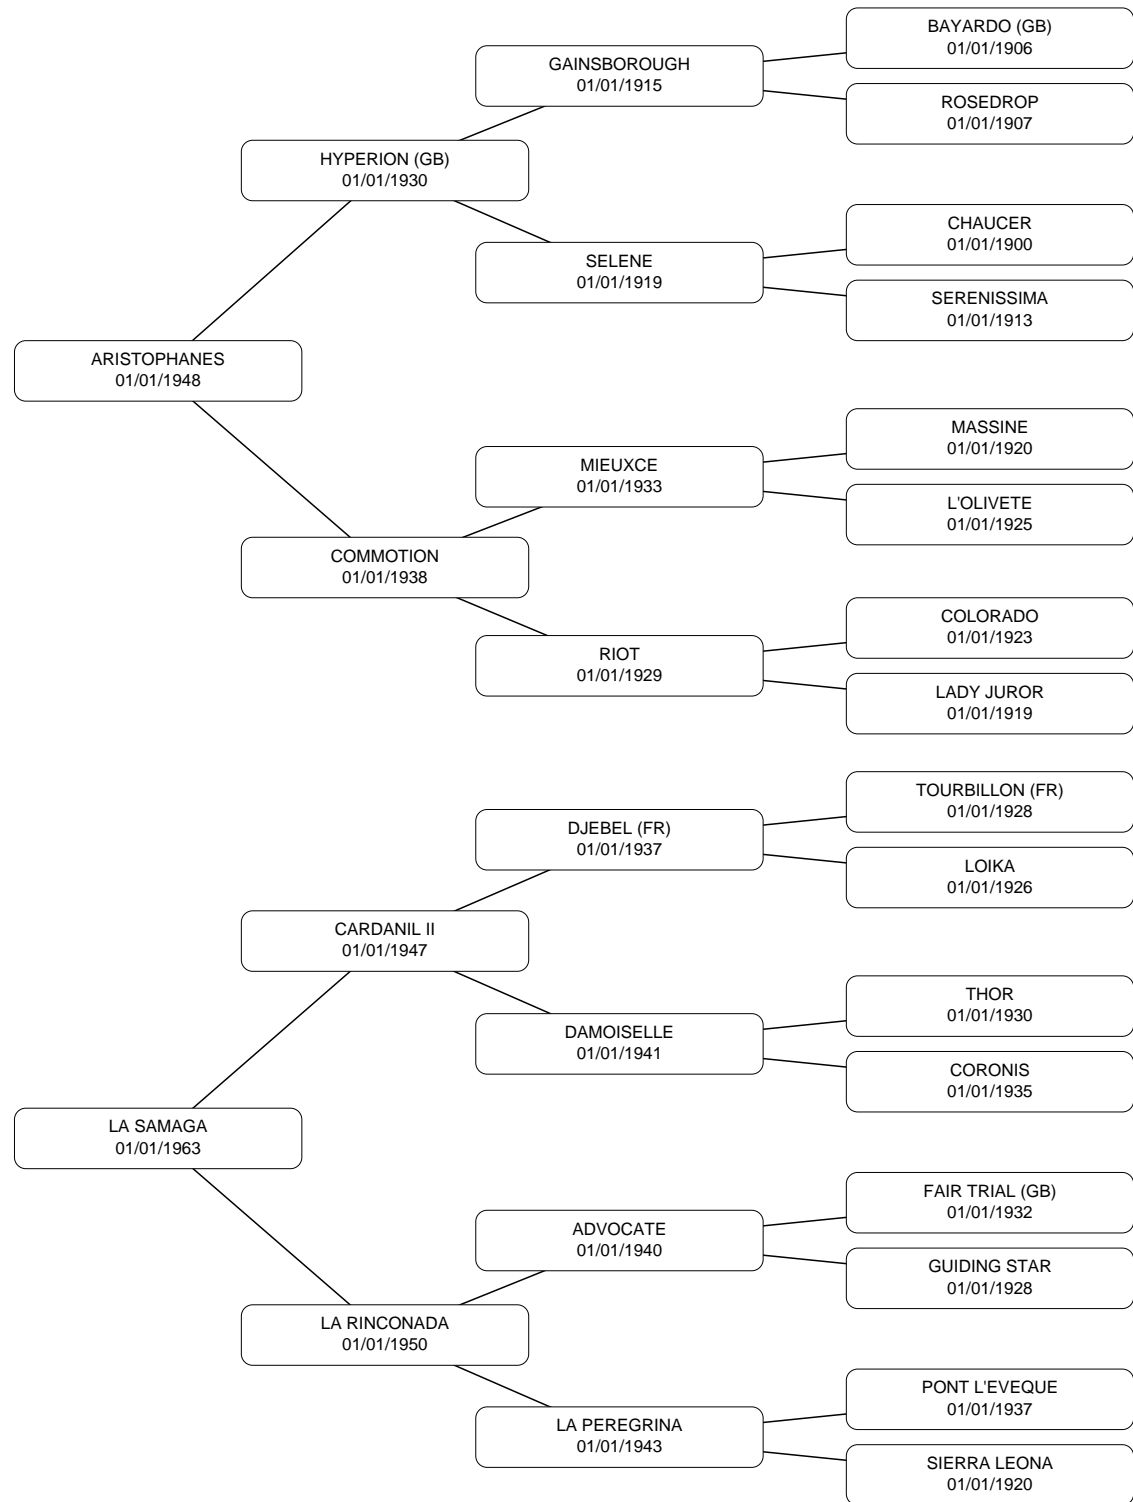 BAYARDO (GB)
01/01/1906
GAINSBOROUGH
01/01/1915
ROSEDROP
01/01/1907
HYPERION (GB)
01/01/1930
CHAUCER
01/01/1900
SELENE
01/01/1919
SERENISSIMA
01/01/1913
ARISTOPHANES
01/01/1948
MASSINE
01/01/1920
MIEUXCE
01/01/1933
L'OLIVETE
01/01/1925
COMMOTION
01/01/1938
COLORADO
01/01/1923
RIOT
01/01/1929
LADY JUROR
01/01/1919
TOURBILLON (FR)
01/01/1928
DJEBEL (FR)
01/01/1937
LOIKA
01/01/1926
CARDANIL II
01/01/1947
THOR
01/01/1930
DAMOISELLE
01/01/1941
CORONIS
01/01/1935
LA SAMAGA
01/01/1963
FAIR TRIAL (GB)
01/01/1932
ADVOCATE
01/01/1940
GUIDING STAR
01/01/1928
LA RINCONADA
01/01/1950
PONT L'EVEQUE
01/01/1937
LA PEREGRINA
01/01/1943
SIERRA LEONA
01/01/1920